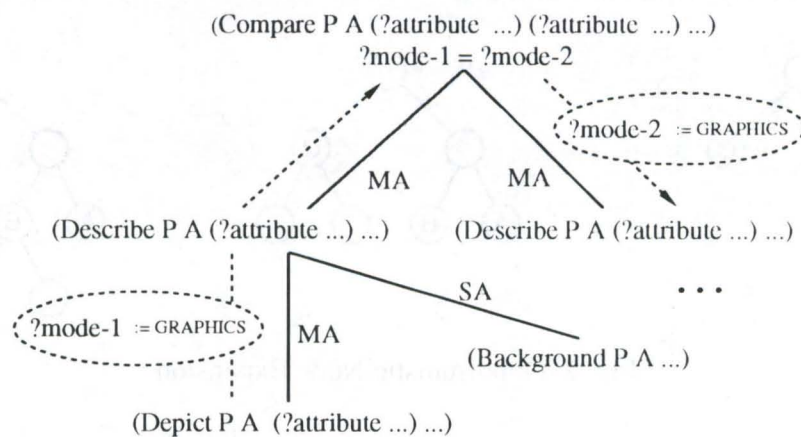 (Compare P A (?attribute ...) (?attribute ...) ...)
?mode-1 = ?mode-2
?mode-2 := GRAPHICS
MA MA
(Describe P A (?attribute ...) ...) (Describe P A (?attribute ...) ...)
SA
• • •
?mode-1 := GRAPHICS MA
(Background P A ...)
(Depict P A (?attribute ...) ...)